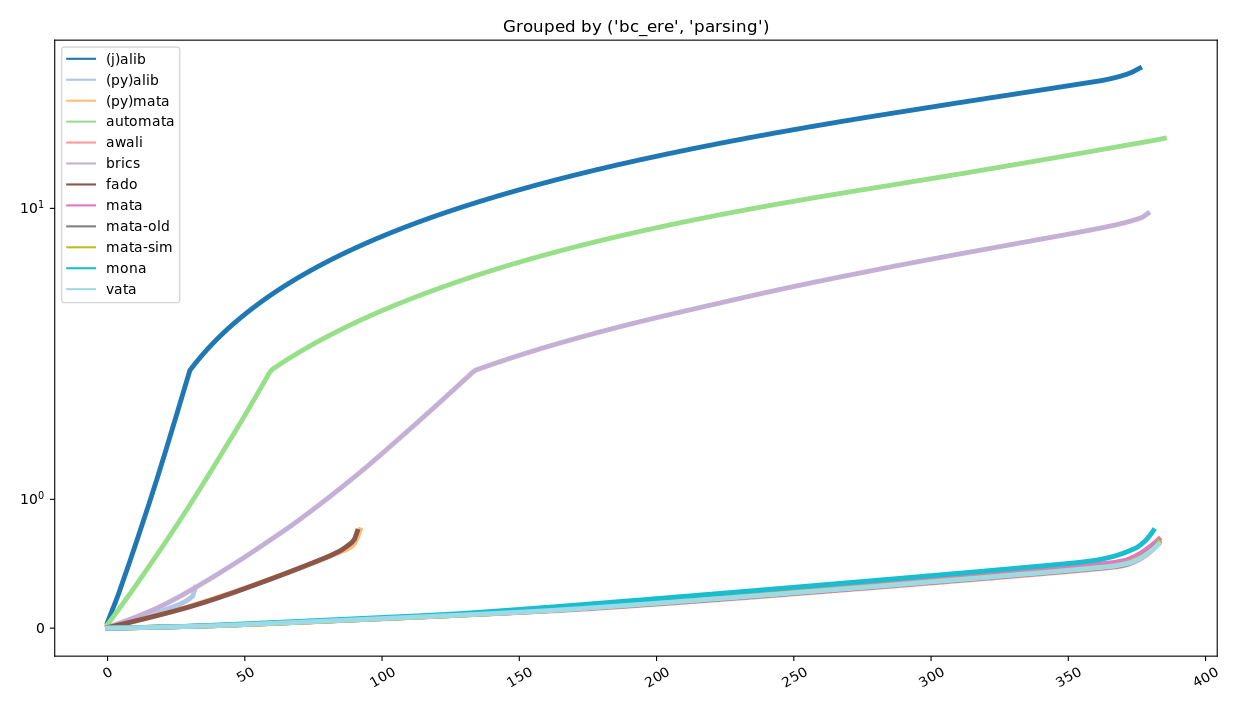 Grouped by ('bc_ere', 'parsing')
(j)alib
(py)alib
(py)mata
automata
awali
brics
fado
mata
mata-old
mata-sim
mona
vata
10¹
10⁰
0
0
50
100
150
200
250
300
350
400